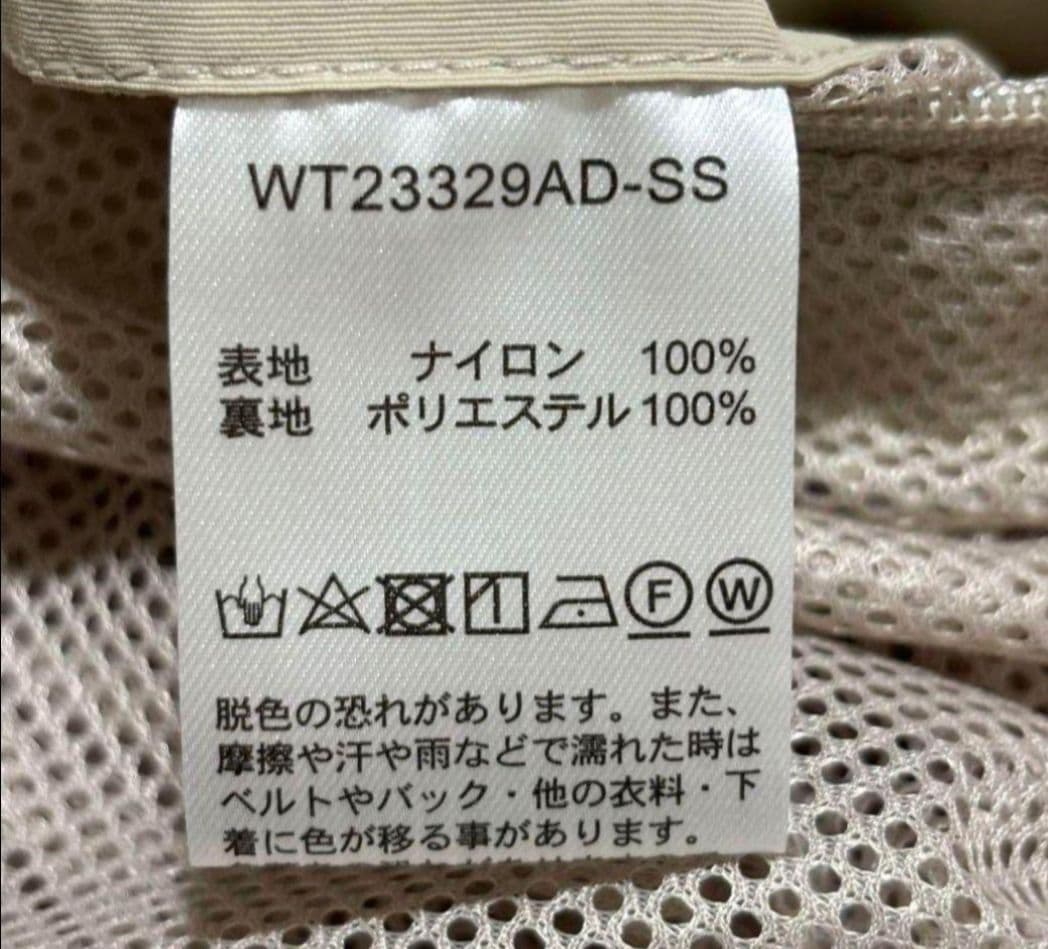 WT23329AD-SS
表地 ナイロン 100%
裏地 ポリエステル 100%
F W
脱色の恐れがあります。また、
摩擦や汗や雨などで濡れた時は
ベルトやバック・他の衣料・下
着に色が移る事があります。